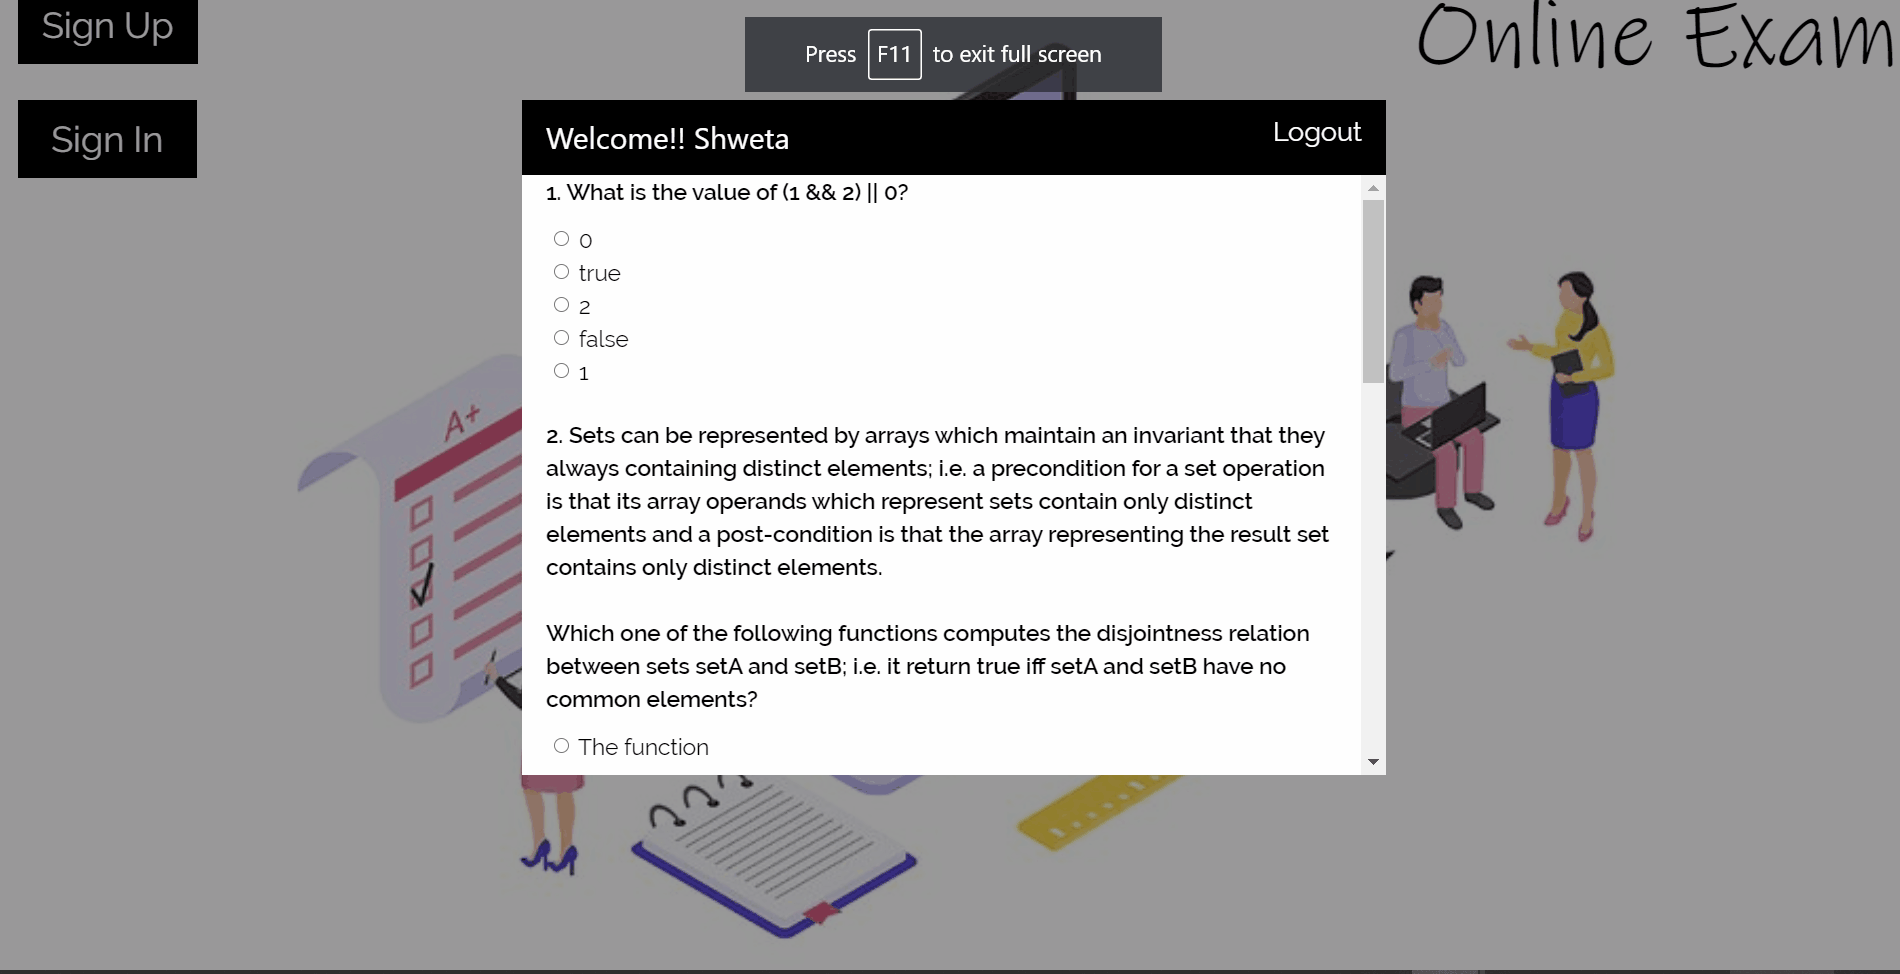 Sign Up
Online Exam
Press F11 to exit full screen
Sign In
Welcome!! Shweta
Logout
1. What is the value of (1 && 2) || 0?
0
true
2
false
1
2. Sets can be represented by arrays which maintain an invariant that they
always containing distinct elements; i.e. a precondition for a set operation
is that its array operands which represent sets contain only distinct
elements and a post-condition is that the array representing the result set
contains only distinct elements.
Which one of the following functions computes the disjointness relation
between sets setA and setB; i.e. it return true iff setA and setB have no
common elements?
The function
A+